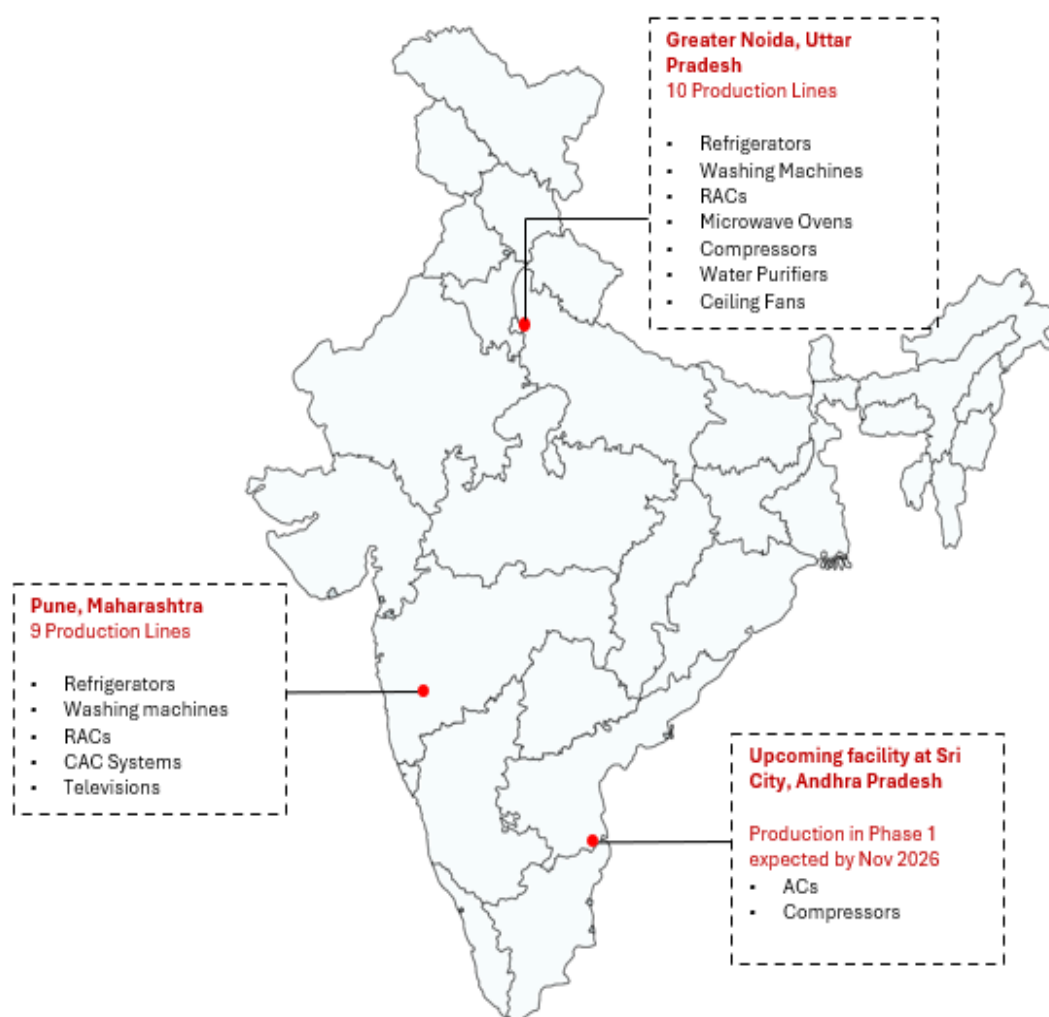 Greater Noida, Uttar
Pradesh
10 Production Lines
▪ Refrigerators
▪ Washing Machines
▪ RACs
▪ Microwave Ovens
▪ Compressors
▪ Water Purifiers
▪ Ceiling Fans
Pune, Maharashtra
9 Production Lines
▪ Refrigerators
▪ Washing machines
▪ RACs
▪ CAC Systems
▪ Televisions
Upcoming facility at Sri
City, Andhra Pradesh
Production in Phase 1
expected by Nov 2026
▪ ACs
▪ Compressors